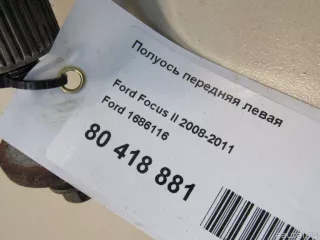 Полуось передняя левая
Ford Focus II 2008-2011
Ford 1686116
80 418 881